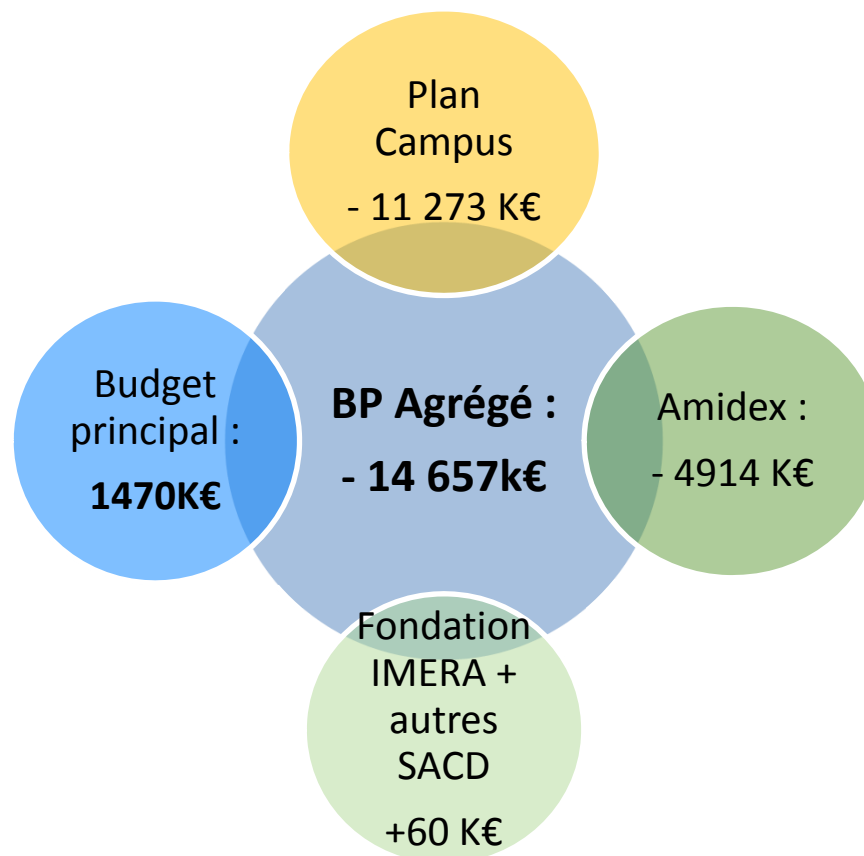 Plan
Campus
- 11 273 K€
Budget
principal :
1470K€
BP Agrégé :
- 14 657k€
Amidex :
- 4914 K€
Fondation
IMERA +
autres
SACD
+60 K€